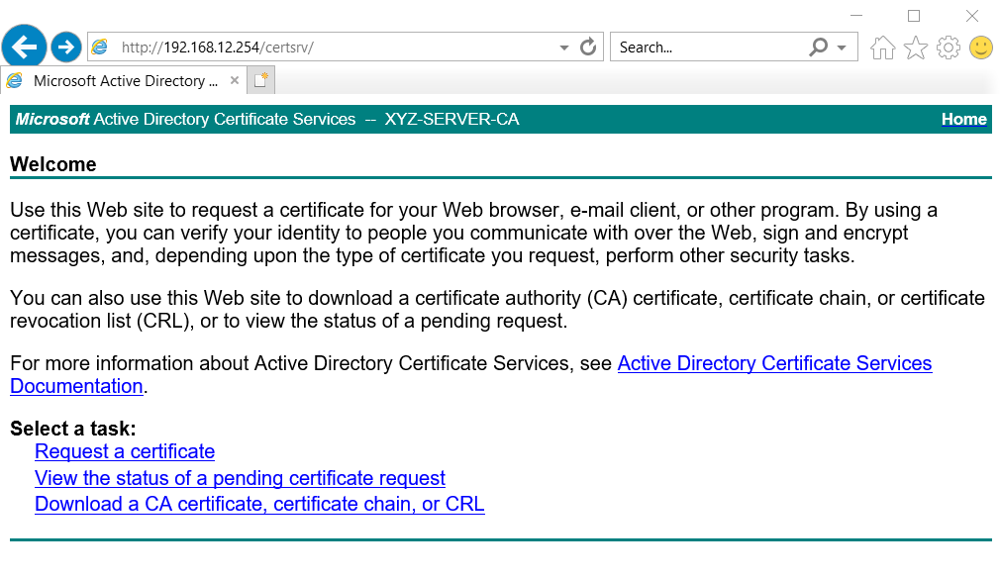 http://192.168.12.254/certsrv/
Search...
Microsoft Active Directory ...
Microsoft Active Directory Certificate Services -- XYZ-SERVER-CA
Home
Welcome
Use this Web site to request a certificate for your Web browser, e-mail client, or other program. By using a
certificate, you can verify your identity to people you communicate with over the Web, sign and encrypt
messages, and, depending upon the type of certificate you request, perform other security tasks.
You can also use this Web site to download a certificate authority (CA) certificate, certificate chain, or certificate
revocation list (CRL), or to view the status of a pending request.
For more information about Active Directory Certificate Services, see Active Directory Certificate Services
Documentation.
Select a task:
Request a certificate
View the status of a pending certificate request
Download a CA certificate, certificate chain, or CRL